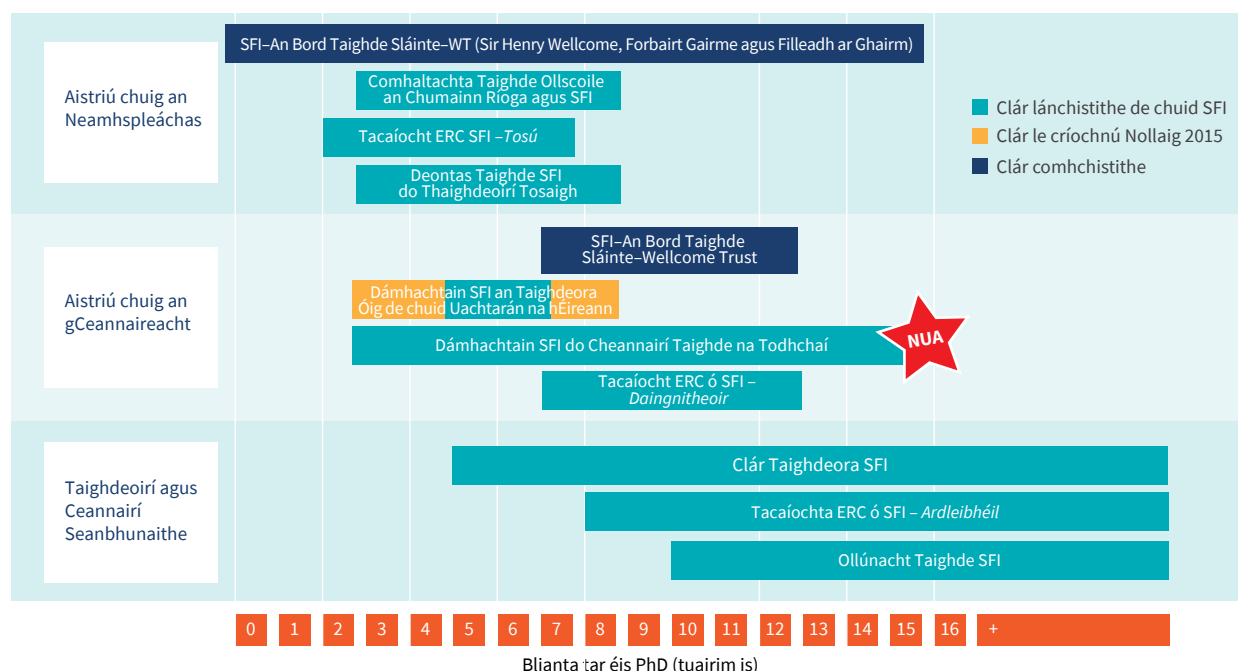 SFI–An Bord Taighde Sláinte–WT (Sir Henry Wellcome, Forbairt Gairme agus Filleadh ar Ghairm)
Aistriú chuig an
Neamhspleáchas
Comhaltachta Taighde Ollscoile
an Chumainn Ríoga agus SFI
Tacaíocht ERC SFI –Tosú
Deontas Taighde SFI
do Thaighdeoirí Tosaigh
Clár lánchistithe de chuid SFI
Clár le críochnú Nollaig 2015
Clár comhchistithe
Aistriú chuig an
gCeannaireacht
SFI–An Bord Taighde
Sláinte–Wellcome Trust
Dámhachtain SFI an Taighdeora
Óig de chuid Uachtarán na hÉireann
Dámhachtain SFI do Cheannairí Taighde na Todhchaí
NUA
Tacaíocht ERC ó SFI –
Daingnitheoir
Taighdeoirí agus
Ceannairí
Seanbhunaithe
Clár Taighdeora SFI
Tacaíochta ERC ó SFI – Ardleibhéil
Ollúnacht Taighde SFI
0 1 2 3 4 5 6 7 8 9 10 11 12 13 14 15 16 +
Blianta tar éis PhD (tuairim is)